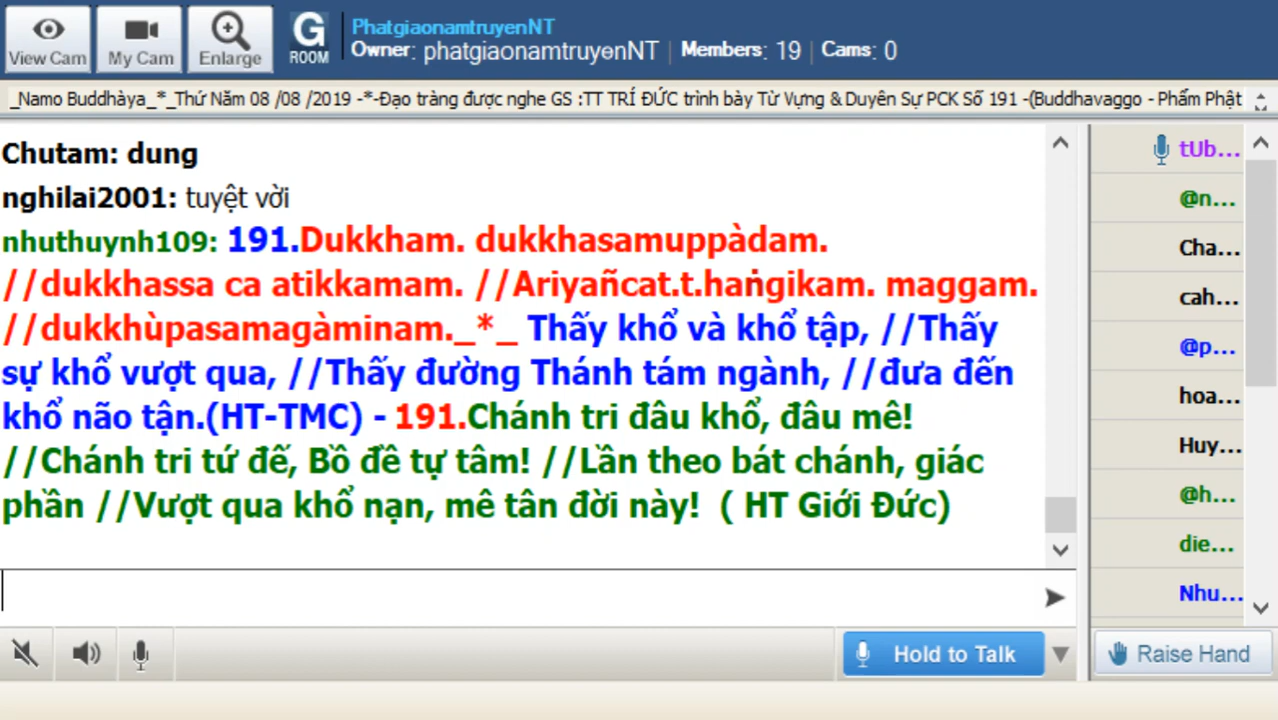 View Cam
My Cam
Enlarge
G
ROOM
PhatgiaonamtruyenNT
Owner: phatgiaonamtruyenNT | Members: 19 | Cams: 0
_Namo Buddhàya_*_Thứ Năm 08 /08 /2019 -*-Đạo tràng được nghe GS :TT TRÍ ĐỨC trình bày Từ Vựng & Duyên Sự PCK Số 191 -(Buddhavaggo - Phẩm Phật
Chutam: dung
nghilai2001: tuyệt vời
nhuthuynh109: 191.Dukkham. dukkhasamuppàdam.
//dukkhassa ca atikkamam. //Ariyañcat.t.haṅgikam. maggam.
//dukkhùpasamagàminam._*_ Thấy khổ và khổ tập, //Thấy
sự khổ vượt qua, //Thấy đường Thánh tám ngành, //đưa đến
khổ não tận.(HT-TMC) - 191.Chánh tri đâu khổ, đâu mê!
//Chánh tri tứ đế, Bồ đề tự tâm! //Lần theo bát chánh, giác
phần //Vượt qua khổ nạn, mê tân đời này!  ( HT Giới Đức)
tUb...
@n...
Cha...
cah...
@p...
hoa...
Huy...
@h...
die...
Nhu...
Hold to Talk
Raise Hand